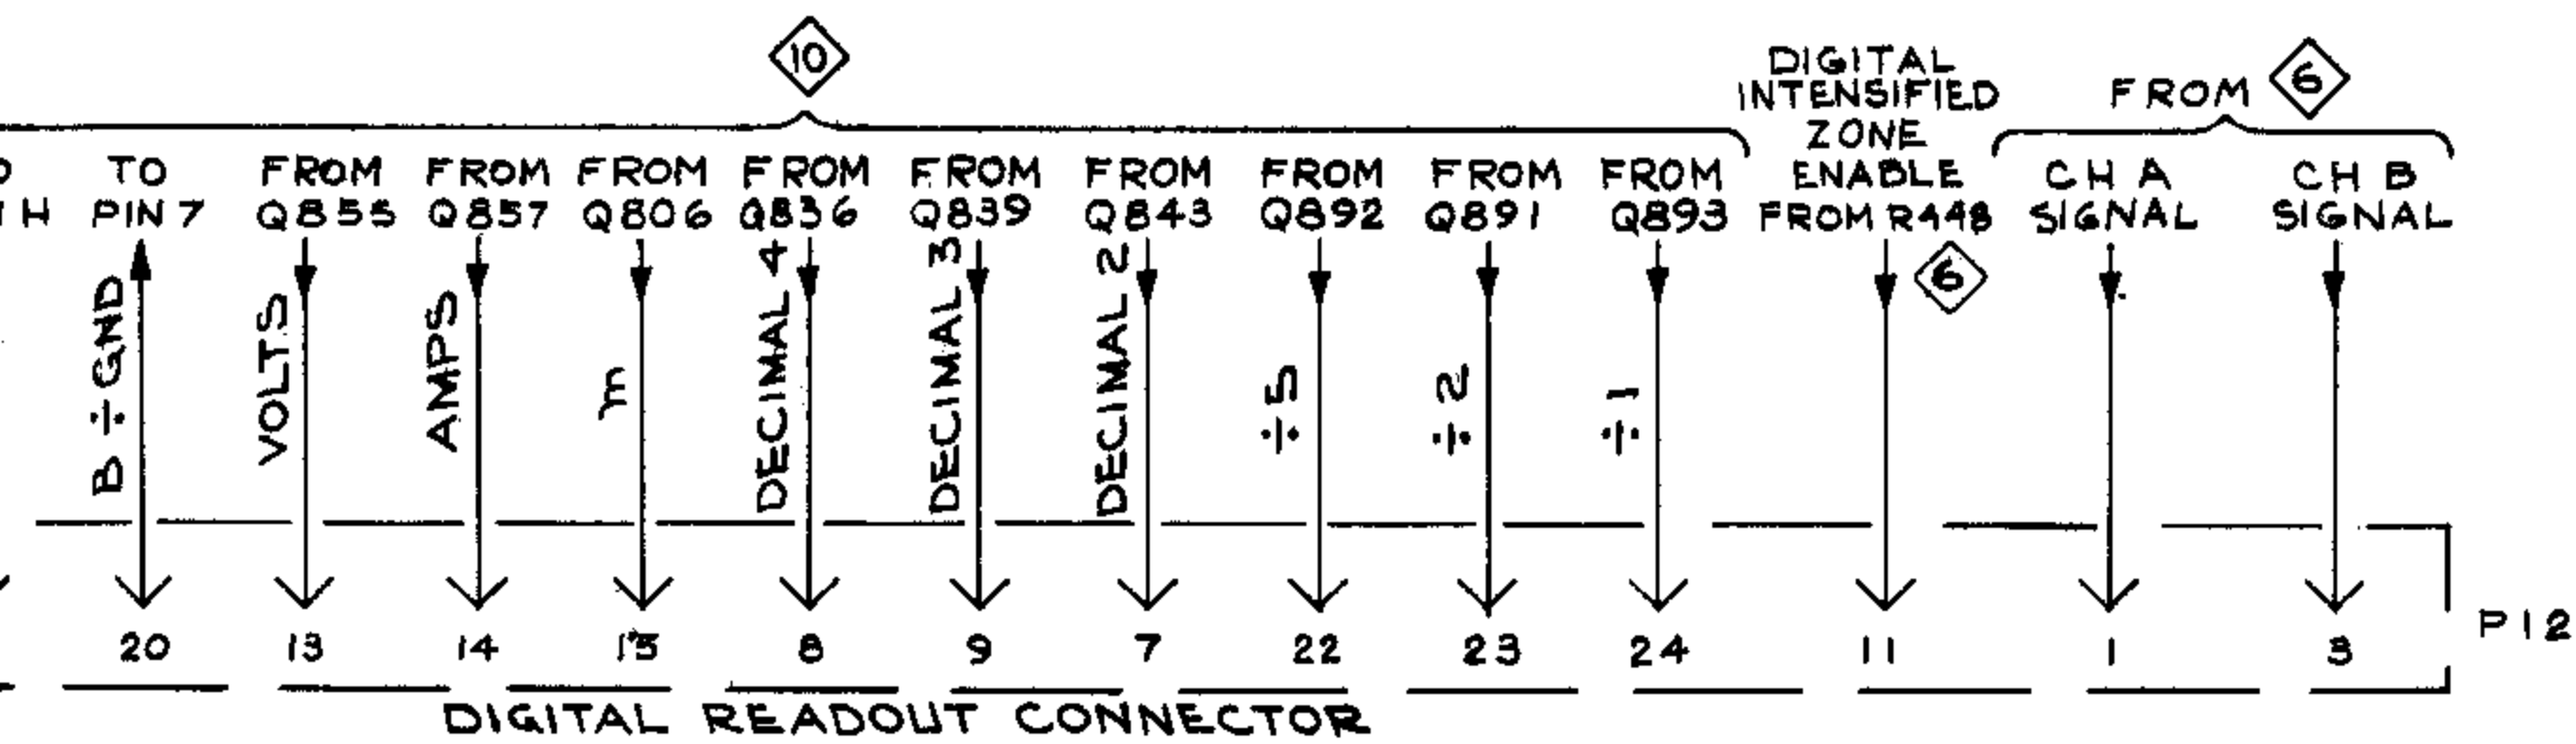 10
DIGITAL
INTENSIFIED
ZONE
ENABLE
FROM R448
6
FROM 6
TO
PIN 7
FROM
Q855
FROM
Q857
FROM
Q806
FROM
Q836
FROM
Q839
FROM
Q843
FROM
Q892
FROM
Q891
FROM
Q893
CH A
SIGNAL
CH B
SIGNAL
B ÷ GND
VOLTS
AMPS
m
DECIMAL 4
DECIMAL 3
DECIMAL 2
÷ 5
÷ 2
÷ 1
20 13 14 15 8 9 7 22 23 24 11 1 3
P12
DIGITAL READOUT CONNECTOR